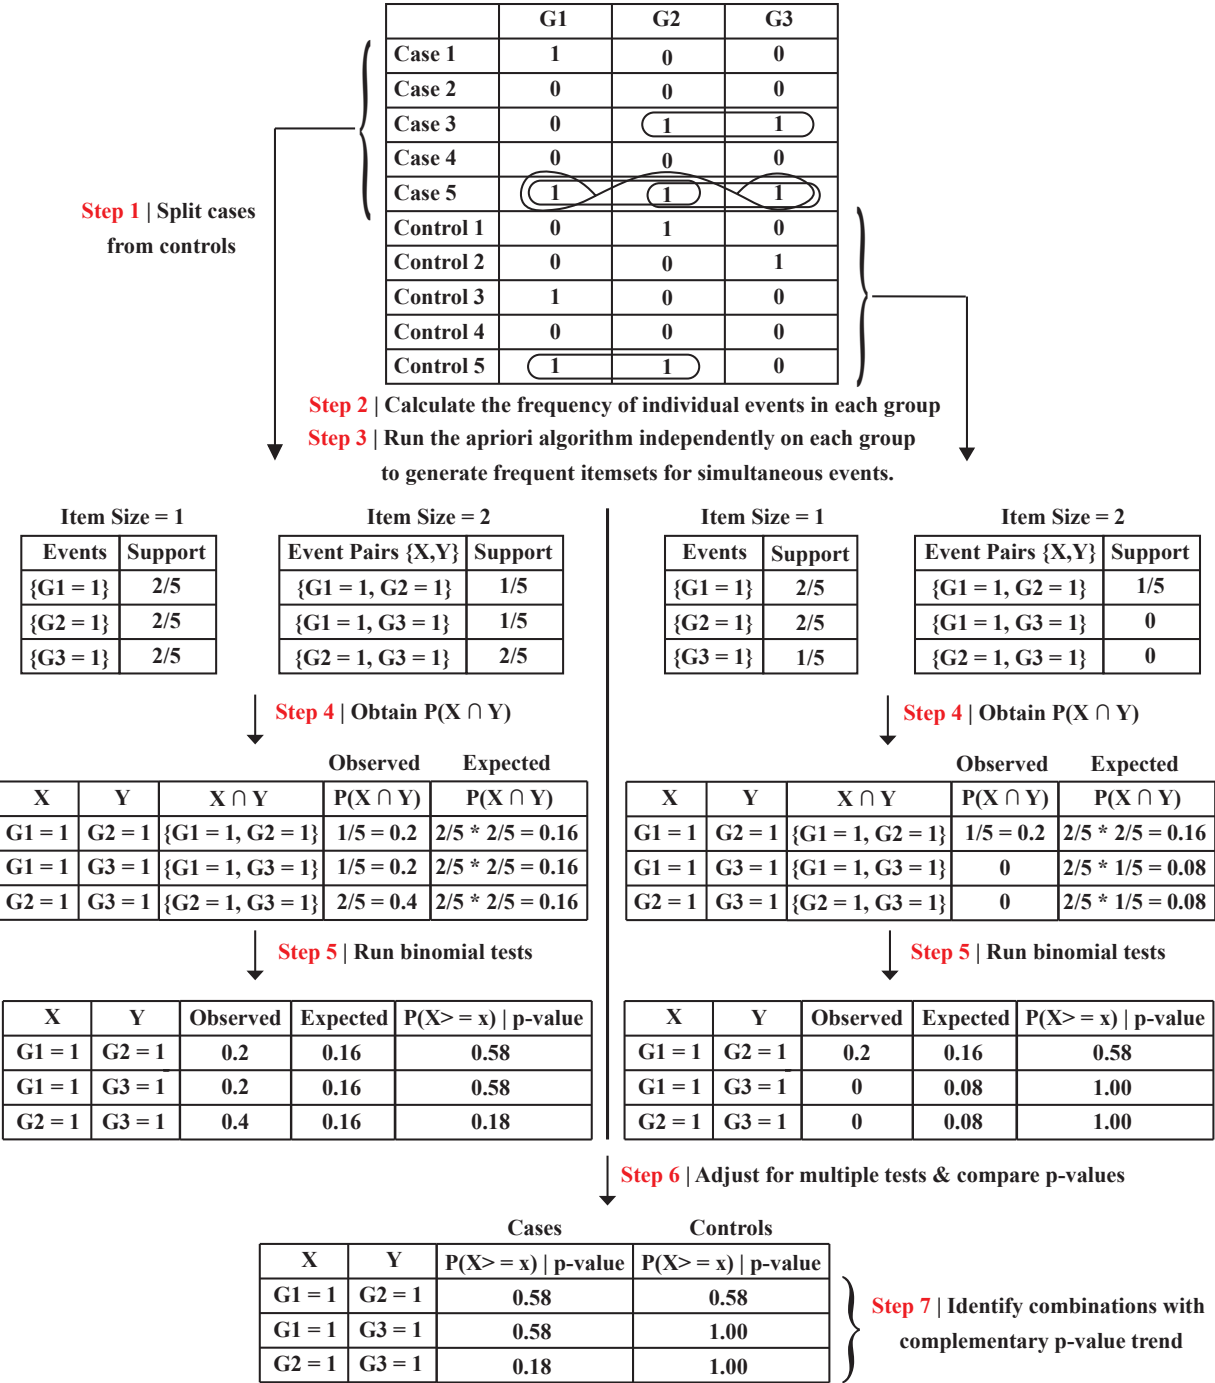 G1 G2 G3
Case 1 1 0 0
Case 2 0 0 0
Case 3 0 1 1
Case 4 0 0 0
Case 5 1 1 1
Control 1 0 1 0
Control 2 0 0 1
Control 3 1 0 0
Control 4 0 0 0
Control 5 1 1 0
Step 1 | Split cases
from controls
Step 2 | Calculate the frequency of individual events in each group
Step 3 | Run the apriori algorithm independently on each group
to generate frequent itemsets for simultaneous events.
Item Size = 1
Events Support
{G1 = 1} 2/5
{G2 = 1} 2/5
{G3 = 1} 2/5
Item Size = 2
Event Pairs {X,Y} Support
{G1 = 1, G2 = 1} 1/5
{G1 = 1, G3 = 1} 1/5
{G2 = 1, G3 = 1} 2/5
Step 4 | Obtain P(X ∩ Y)
Observed Expected
X Y X ∩ Y P(X ∩ Y) P(X ∩ Y)
G1 = 1 G2 = 1 {G1 = 1, G2 = 1} 1/5 = 0.2 2/5 * 2/5 = 0.16
G1 = 1 G3 = 1 {G1 = 1, G3 = 1} 1/5 = 0.2 2/5 * 2/5 = 0.16
G2 = 1 G3 = 1 {G2 = 1, G3 = 1} 2/5 = 0.4 2/5 * 2/5 = 0.16
Step 5 | Run binomial tests
X Y Observed Expected P(X> = x) | p-value
G1 = 1 G2 = 1 0.2 0.16 0.58
G1 = 1 G3 = 1 0.2 0.16 0.58
G2 = 1 G3 = 1 0.4 0.16 0.18
Item Size = 1
Events Support
{G1 = 1} 2/5
{G2 = 1} 2/5
{G3 = 1} 1/5
Item Size = 2
Event Pairs {X,Y} Support
{G1 = 1, G2 = 1} 1/5
{G1 = 1, G3 = 1} 0
{G2 = 1, G3 = 1} 0
Step 4 | Obtain P(X ∩ Y)
Observed Expected
X Y X ∩ Y P(X ∩ Y) P(X ∩ Y)
G1 = 1 G2 = 1 {G1 = 1, G2 = 1} 1/5 = 0.2 2/5 * 2/5 = 0.16
G1 = 1 G3 = 1 {G1 = 1, G3 = 1} 0 2/5 * 1/5 = 0.08
G2 = 1 G3 = 1 {G2 = 1, G3 = 1} 0 2/5 * 1/5 = 0.08
Step 5 | Run binomial tests
X Y Observed Expected P(X> = x) | p-value
G1 = 1 G2 = 1 0.2 0.16 0.58
G1 = 1 G3 = 1 0 0.08 1.00
G2 = 1 G3 = 1 0 0.08 1.00
Step 6 | Adjust for multiple tests & compare p-values
Cases Controls
X Y P(X> = x) | p-value P(X> = x) | p-value
G1 = 1 G2 = 1 0.58 0.58
G1 = 1 G3 = 1 0.58 1.00
G2 = 1 G3 = 1 0.18 1.00
Step 7 | Identify combinations with
complementary p-value trend